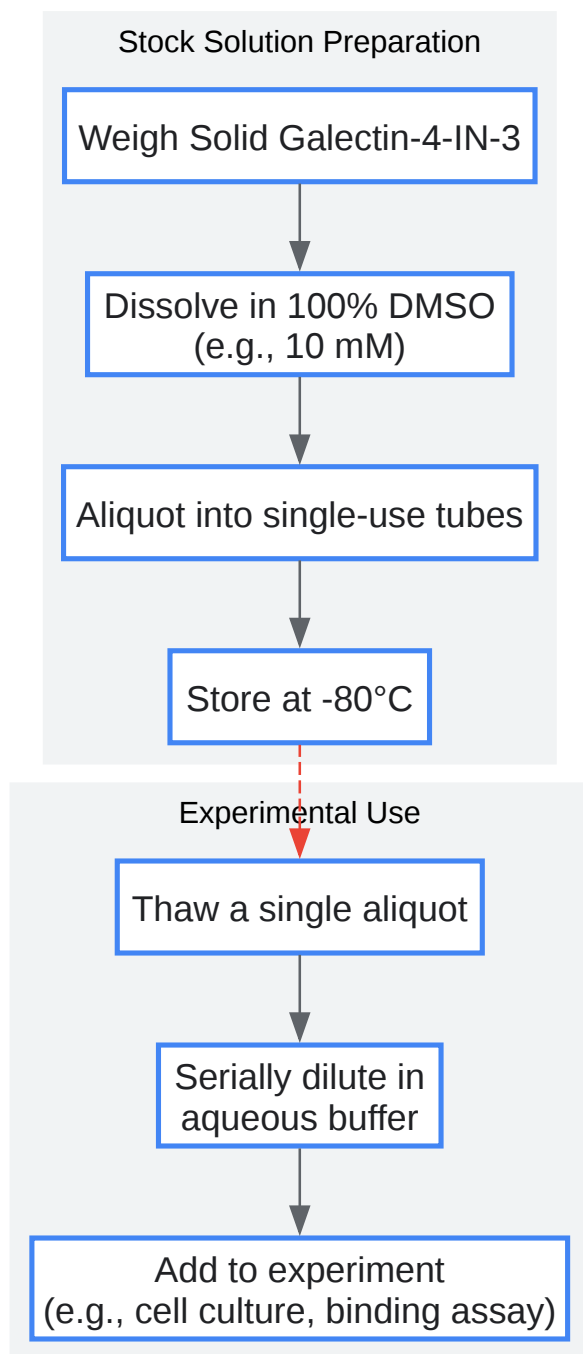 Stock Solution Preparation
Weigh Solid Galectin-4-IN-3
Dissolve in 100% DMSO
(e.g., 10 mM)
Aliquot into single-use tubes
Store at -80°C
Experimental Use
Thaw a single aliquot
Serially dilute in
aqueous buffer
Add to experiment
(e.g., cell culture, binding assay)